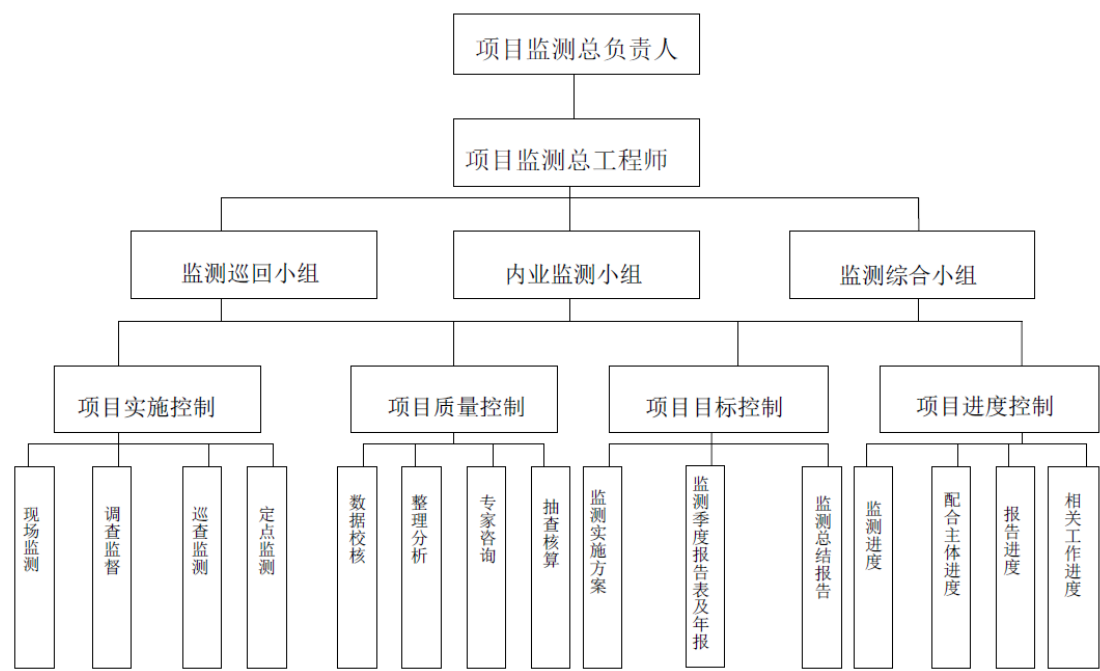 项目监测总负责人
项目监测总工程师
监测巡回小组
内业监测小组
监测综合小组
项目实施控制
项目质量控制
项目目标控制
项目进度控制
现场监测
调查监督
巡查监测
定点监测
数据校核
整理分析
专家咨询
抽查核算
监测实施方案
监测季度报告表及年报
监测总结报告
监测进度
配合主体进度
报告进度
相关工作进度